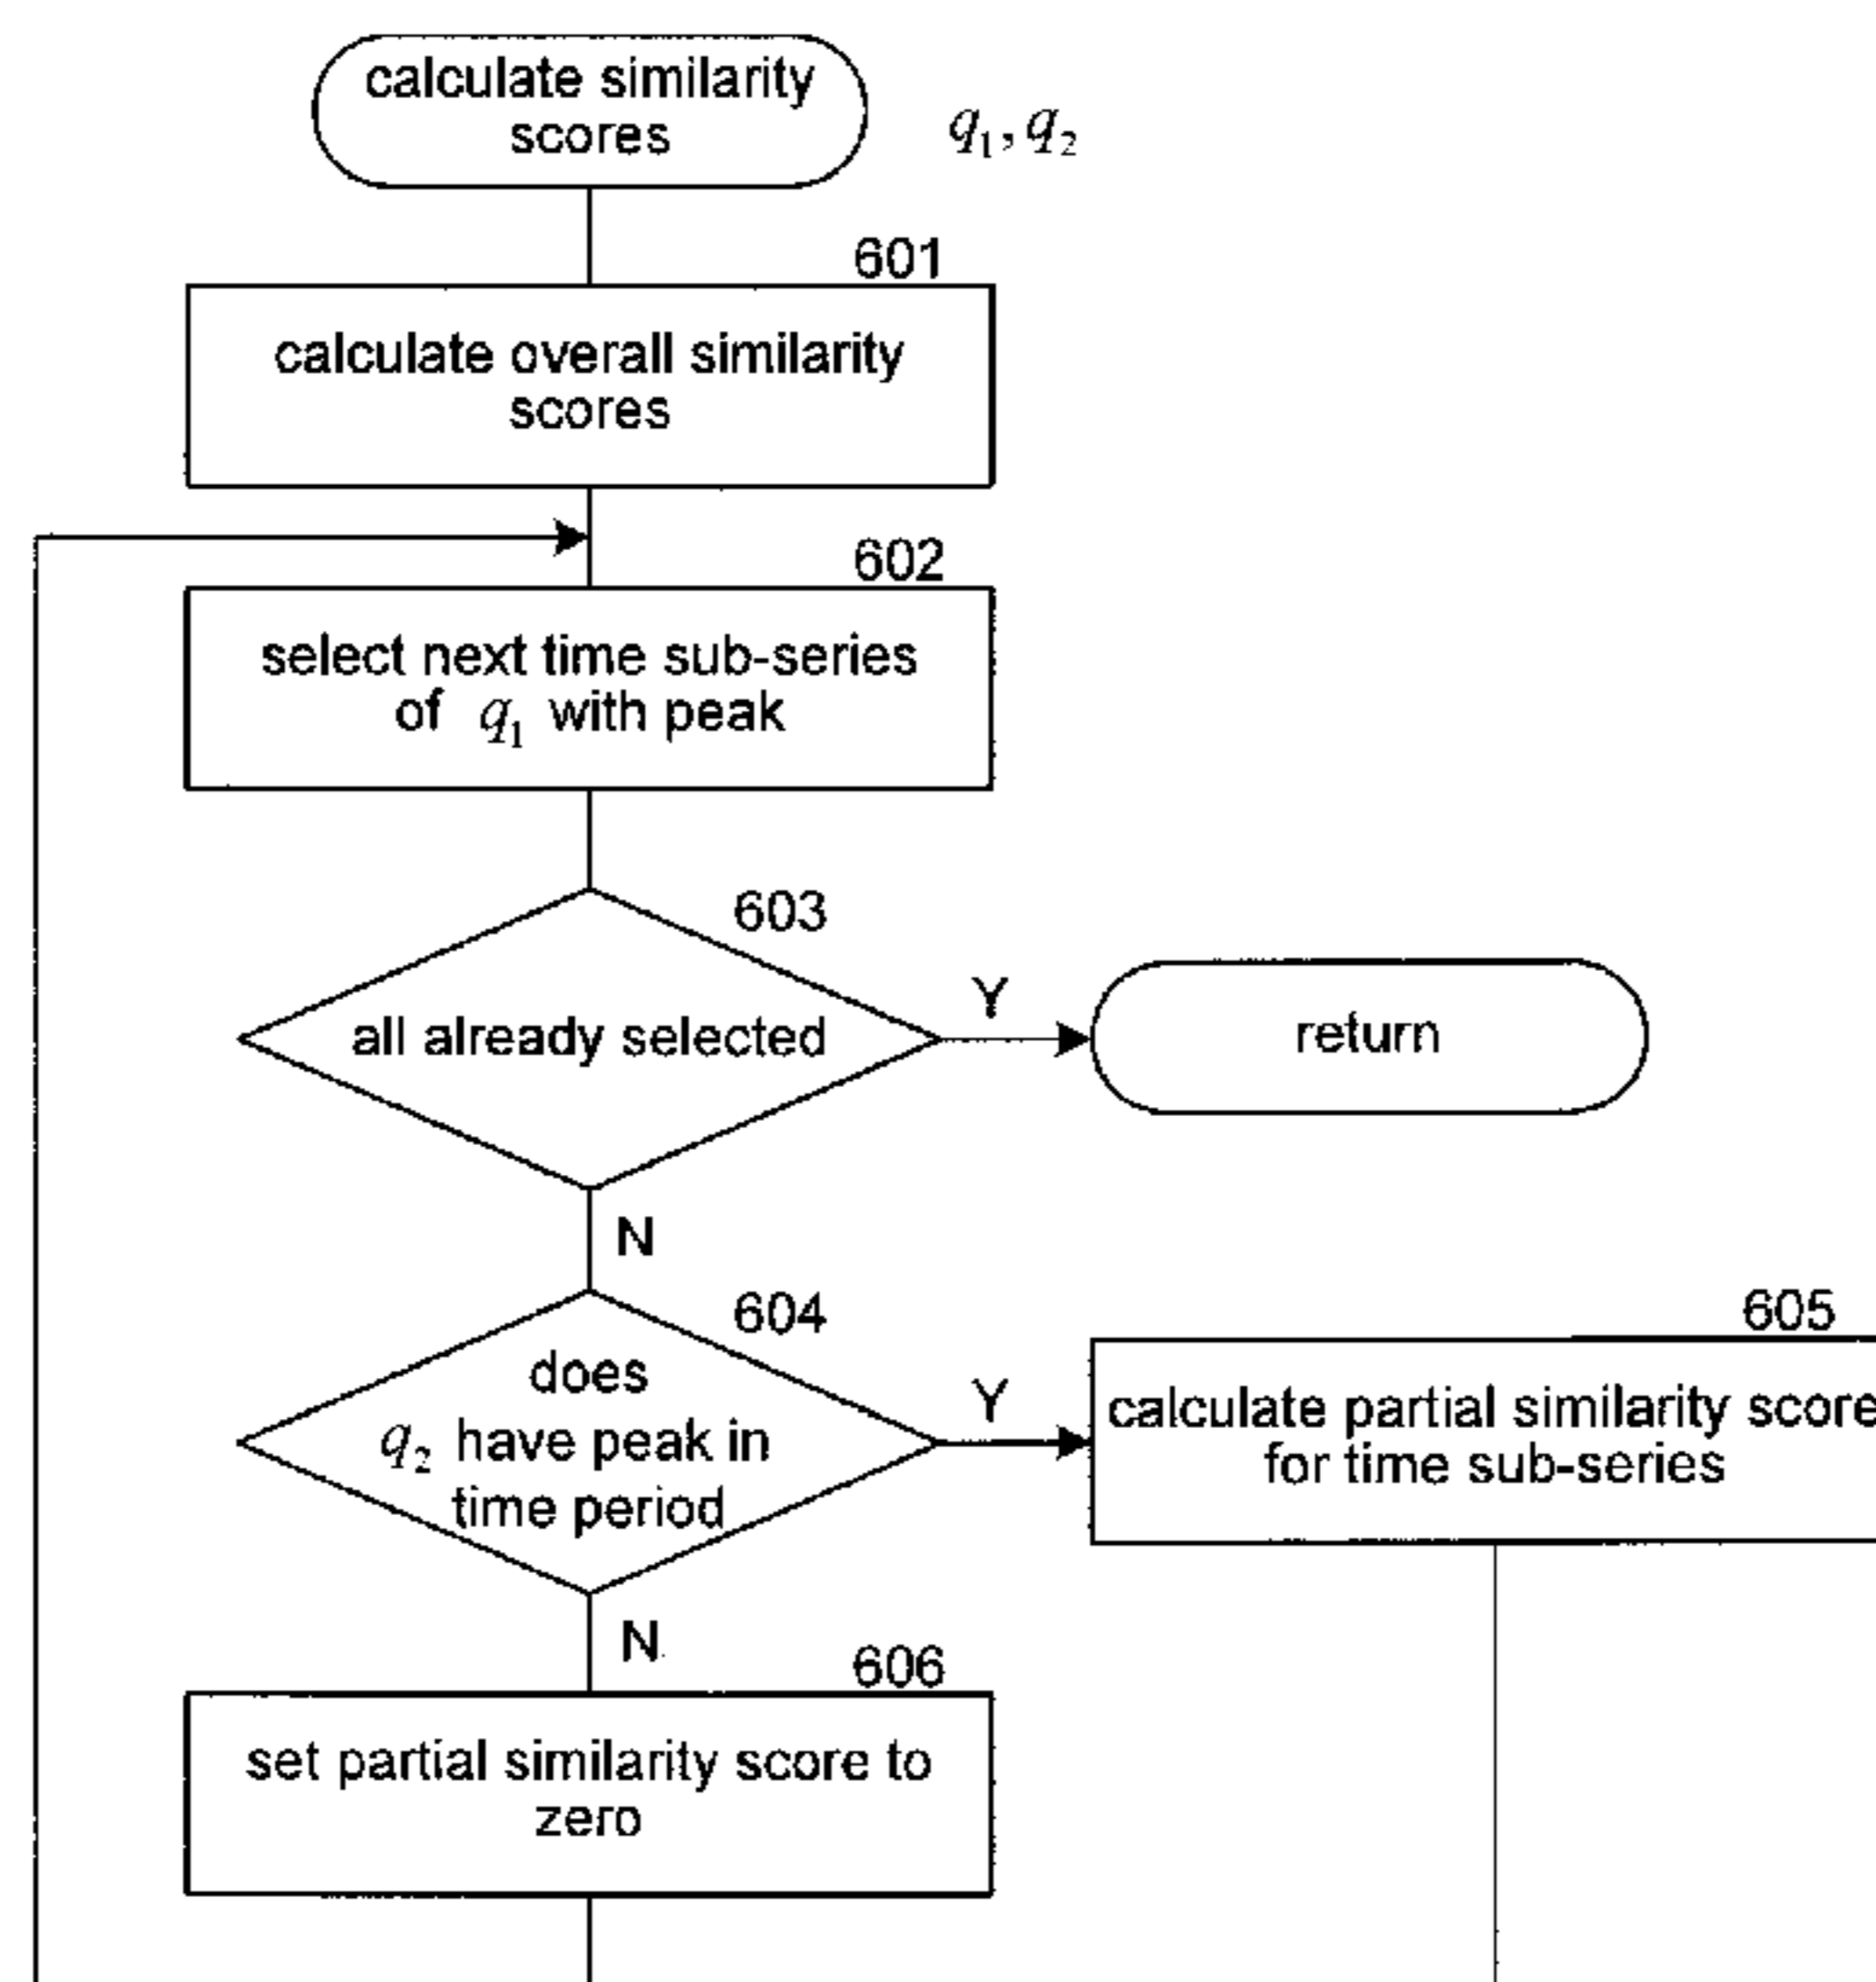 calculate similarity
scores
q₁, q₂
601
calculate overall similarity
scores
602
select next time sub-series
of q₁ with peak
603
all already selected
Y
return
N
604
does
q₂ have peak in
time period
Y
605
calculate partial similarity score
for time sub-series
N
606
set partial similarity score to
zero